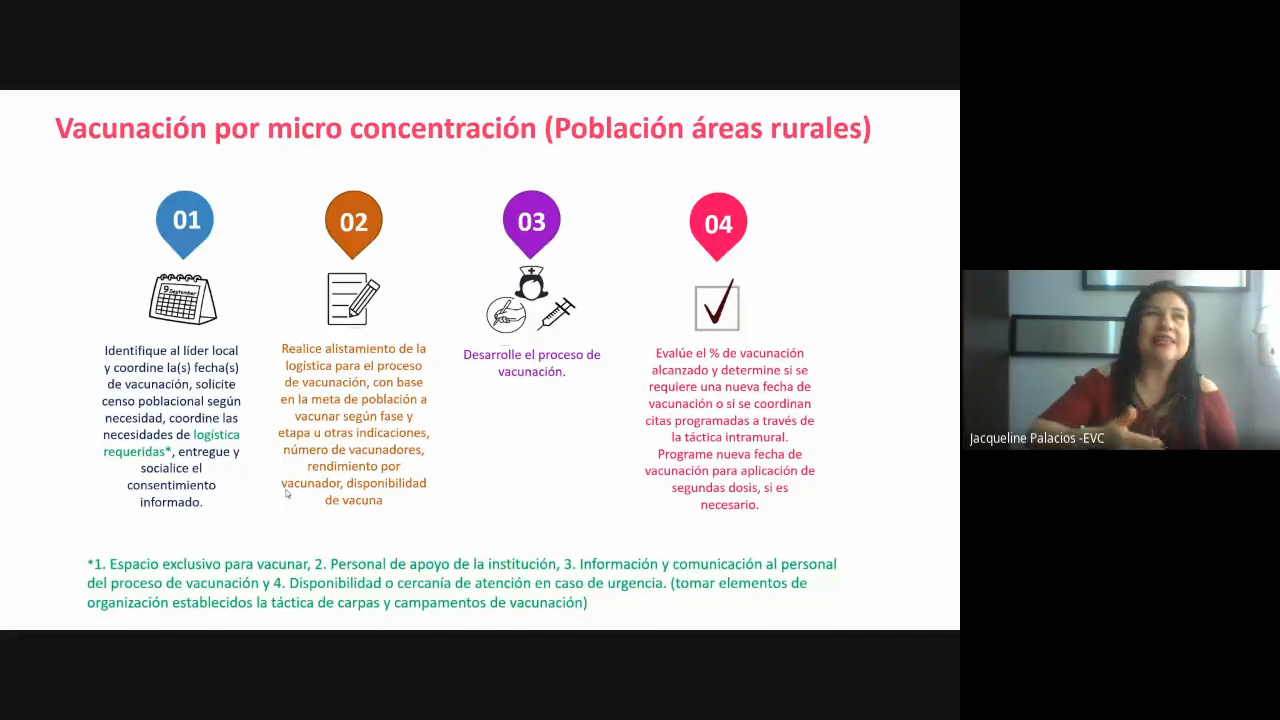 Vacunación por micro concentración (Población áreas rurales)
01
02
03
04
9 September
Identifique al líder local
y coordine la(s) fecha(s)
de vacunación, solicite
censo poblacional según
necesidad, coordine las
necesidades de logística
requeridas*, entregue y
socialice el
consentimiento
informado.
Realice alistamiento de la
logística para el proceso
de vacunación, con base
en la meta de población a
vacunar según fase y
etapa u otras indicaciones,
número de vacunadores,
rendimiento por
vacunador, disponibilidad
de vacuna
Desarrolle el proceso de
vacunación.
Evalúe el % de vacunación
alcanzado y determine si se
requiere una nueva fecha de
vacunación o si se coordinan
citas programadas a través de
la táctica intramural.
Programe nueva fecha de
vacunación para aplicación de
segundas dosis, si es
necesario.
*1. Espacio exclusivo para vacunar, 2. Personal de apoyo de la institución, 3. Información y comunicación al personal
del proceso de vacunación y 4. Disponibilidad o cercanía de atención en caso de urgencia. (tomar elementos de
organización establecidos la táctica de carpas y campamentos de vacunación)
Jacqueline Palacios -EVC